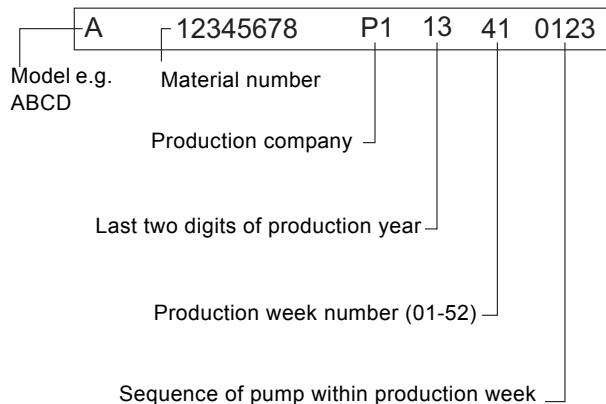 A 12345678 P1 13 41 0123
Model e.g.
ABCD
Material number
Production company
Last two digits of production year
Production week number (01-52)
Sequence of pump within production week